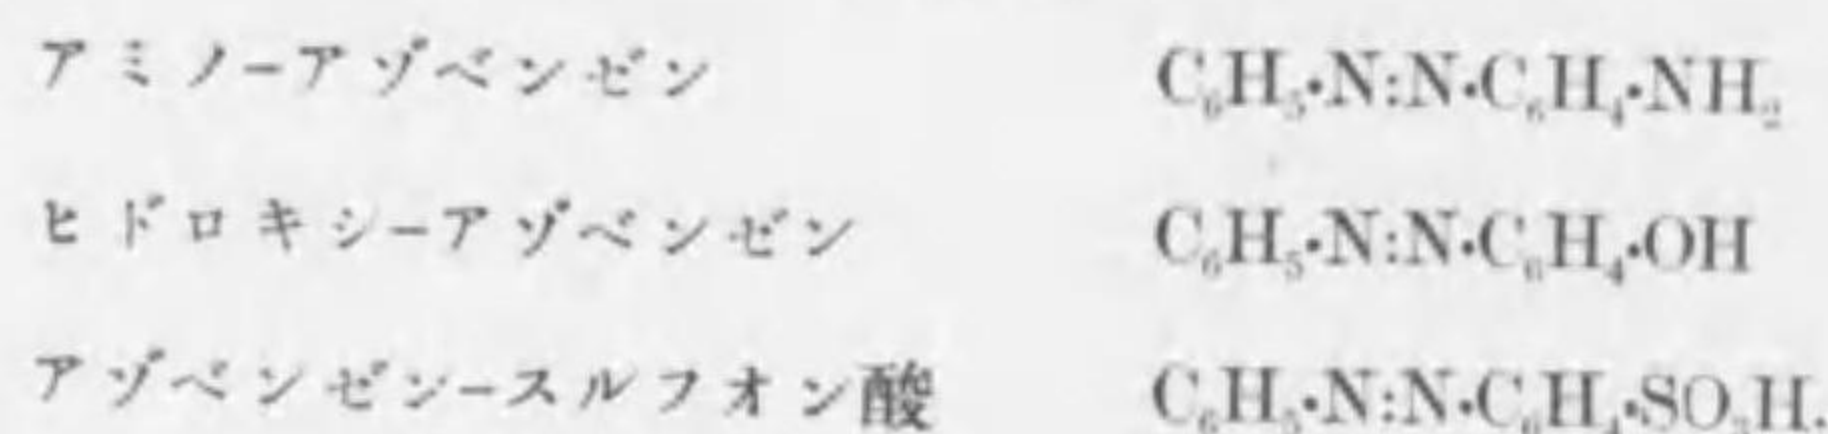 アミノ−アゾベンゼン C₆H₅·N:N·C₆H₄·NH₂
ヒドロキシ−アゾベンゼン C₆H₅·N:N·C₆H₄·OH
アゾベンゼン−スルフオン酸 C₆H₅·N:N·C₆H₄·SO₃H.